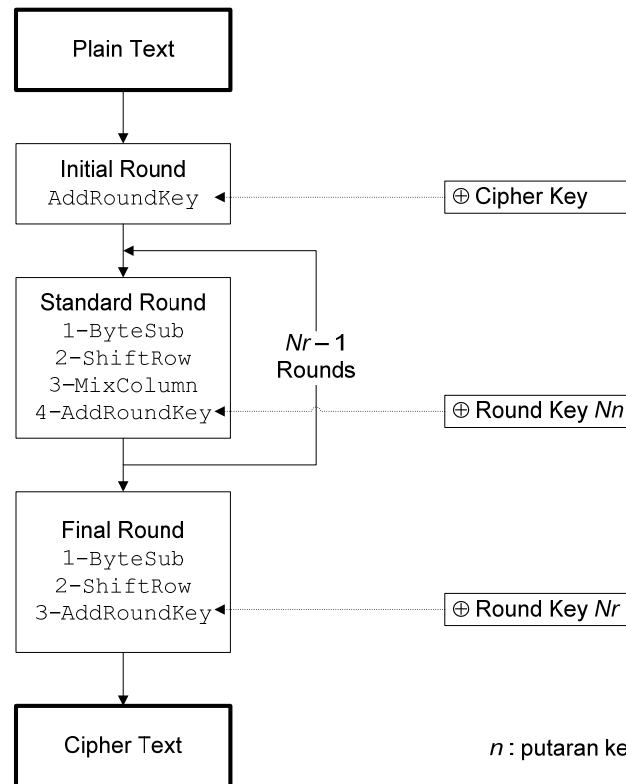 Plain Text
Initial Round
AddRoundKey
⊕ Cipher Key
Standard Round
1-ByteSub
2-ShiftRow
3-MixColumn
4-AddRoundKey
Nr – 1
Rounds
⊕ Round Key Nn
Final Round
1-ByteSub
2-ShiftRow
3-AddRoundKey
⊕ Round Key Nr
Cipher Text
n : putaran ke